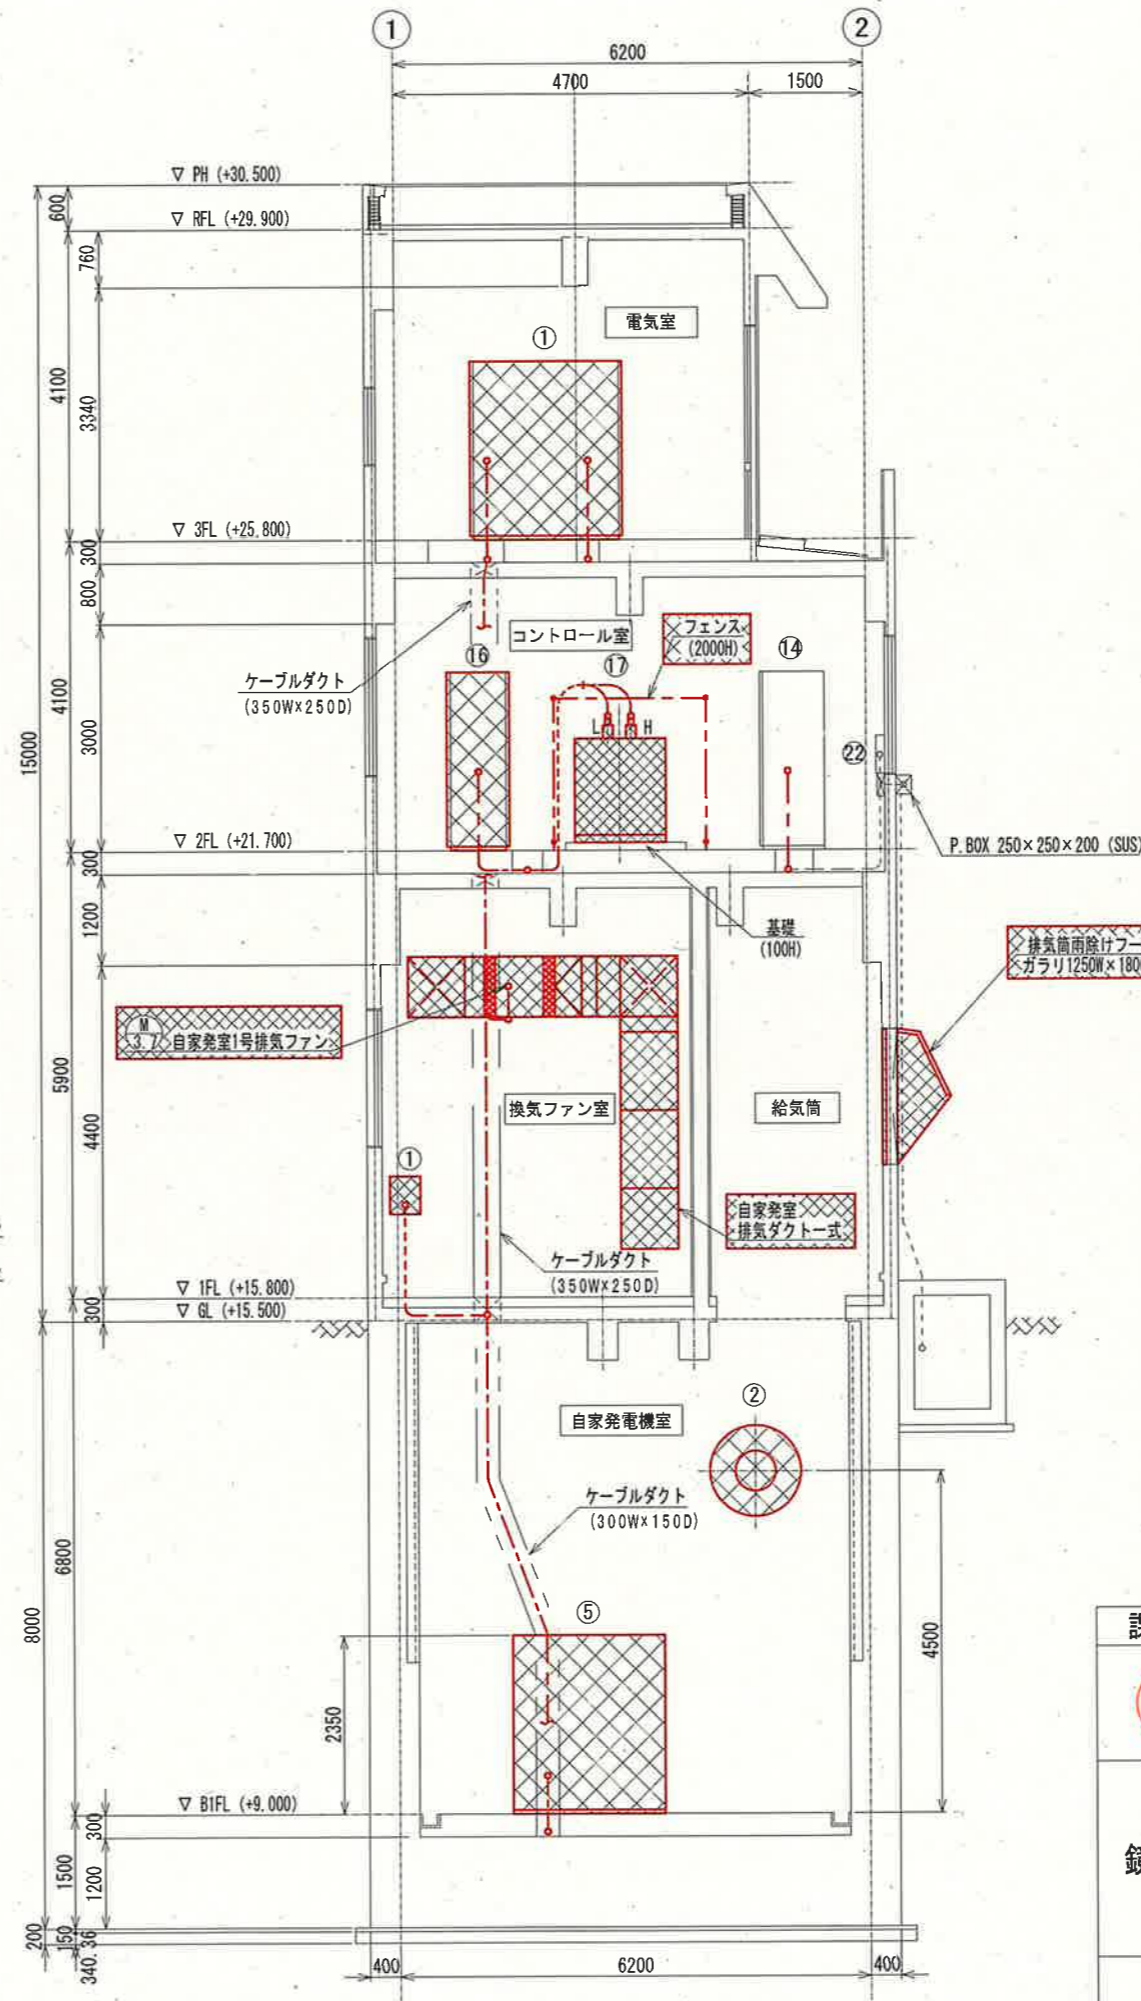 1
2
6200
4700
1500
▽ PH (+30.500)
600
▽ RFL (+29.900)
760
電気室
①
4100
3340
▽ 3FL (+25.800)
300
800
コントロール室
フェンス
(2000H)
⑯
⑰
⑭
ケーブルダクト
(350W×250D)
4100
3000
15000
L
H
㉒
▽ 2FL (+21.700)
P.BOX 250×250×200 (SUS)
300
1200
基礎
(100H)
排気筒雨除けフー
ガラリ1250W×180
M
3.7
自家発室1号排気ファン
5900
4400
換気ファン室
給気筒
①
自家発室
排気ダクト一式
ケーブルダクト
(350W×250D)
▽ 1FL (+15.800)
▽ GL (+15.500)
300
②
自家発電機室
ケーブルダクト
(300W×150D)
6800
8000
⑤
4500
2350
▽ B1FL (+9.000)
300
1500
1200
200
150
340.36
400
6200
400